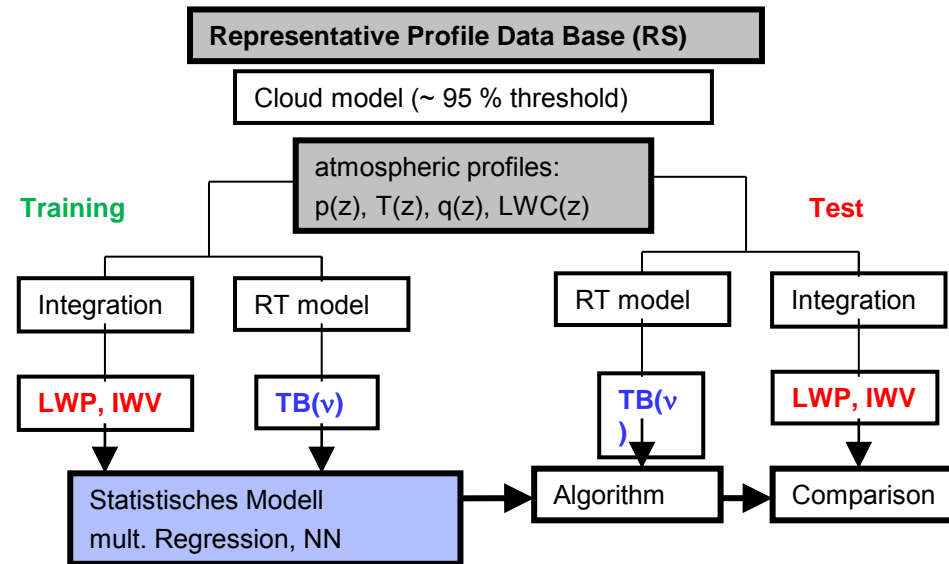 Representative Profile Data Base (RS)
Cloud model (~ 95 % threshold)
atmospheric profiles:
p(z), T(z), q(z), LWC(z)
Training
Test
Integration
RT model
RT model
Integration
LWP, IWV
TB(ν)
TB(ν
)
LWP, IWV
Statistisches Modell
mult. Regression, NN
Algorithm
Comparison